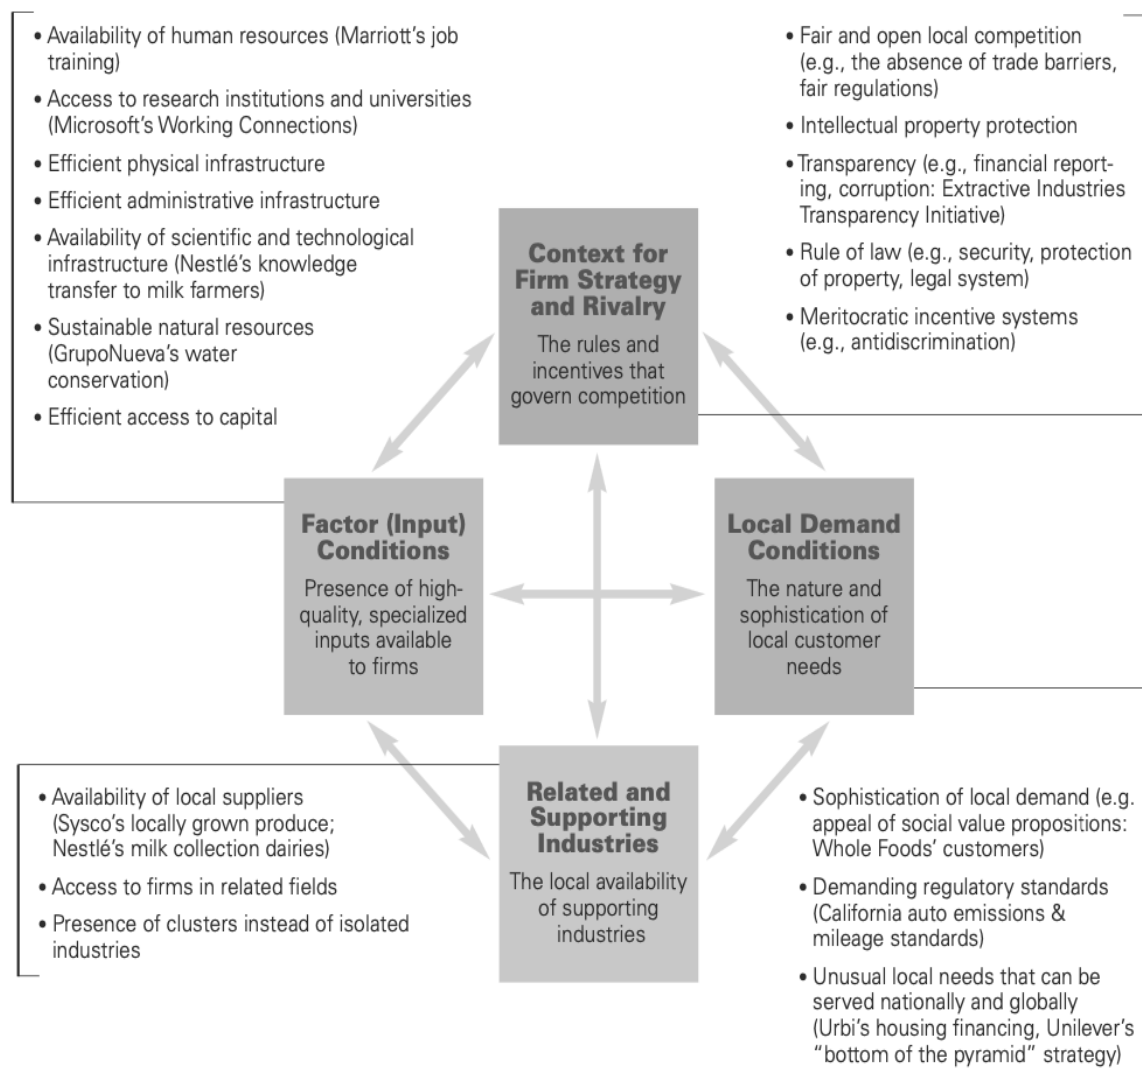 • Availability of human resources (Marriott's job
training)
• Access to research institutions and universities
(Microsoft's Working Connections)
• Efficient physical infrastructure
• Efficient administrative infrastructure
• Availability of scientific and technological
infrastructure (Nestlé's knowledge
transfer to milk farmers)
• Sustainable natural resources
(GrupoNueva's water
conservation)
• Efficient access to capital
• Fair and open local competition
(e.g., the absence of trade barriers,
fair regulations)
• Intellectual property protection
• Transparency (e.g., financial report-
ing, corruption: Extractive Industries
Transparency Initiative)
• Rule of law (e.g., security, protection
of property, legal system)
• Meritocratic incentive systems
(e.g., antidiscrimination)
Context for
Firm Strategy
and Rivalry
The rules and
incentives that
govern competition
Factor (Input)
Conditions
Presence of high-
quality, specialized
inputs available
to firms
Local Demand
Conditions
The nature and
sophistication of
local customer
needs
Related and
Supporting
Industries
The local availability
of supporting
industries
• Availability of local suppliers
(Sysco's locally grown produce;
Nestlé's milk collection dairies)
• Access to firms in related fields
• Presence of clusters instead of isolated
industries
• Sophistication of local demand (e.g.
appeal of social value propositions:
Whole Foods' customers)
• Demanding regulatory standards
(California auto emissions &
mileage standards)
• Unusual local needs that can be
served nationally and globally
(Urbi's housing financing, Unilever's
"bottom of the pyramid" strategy)